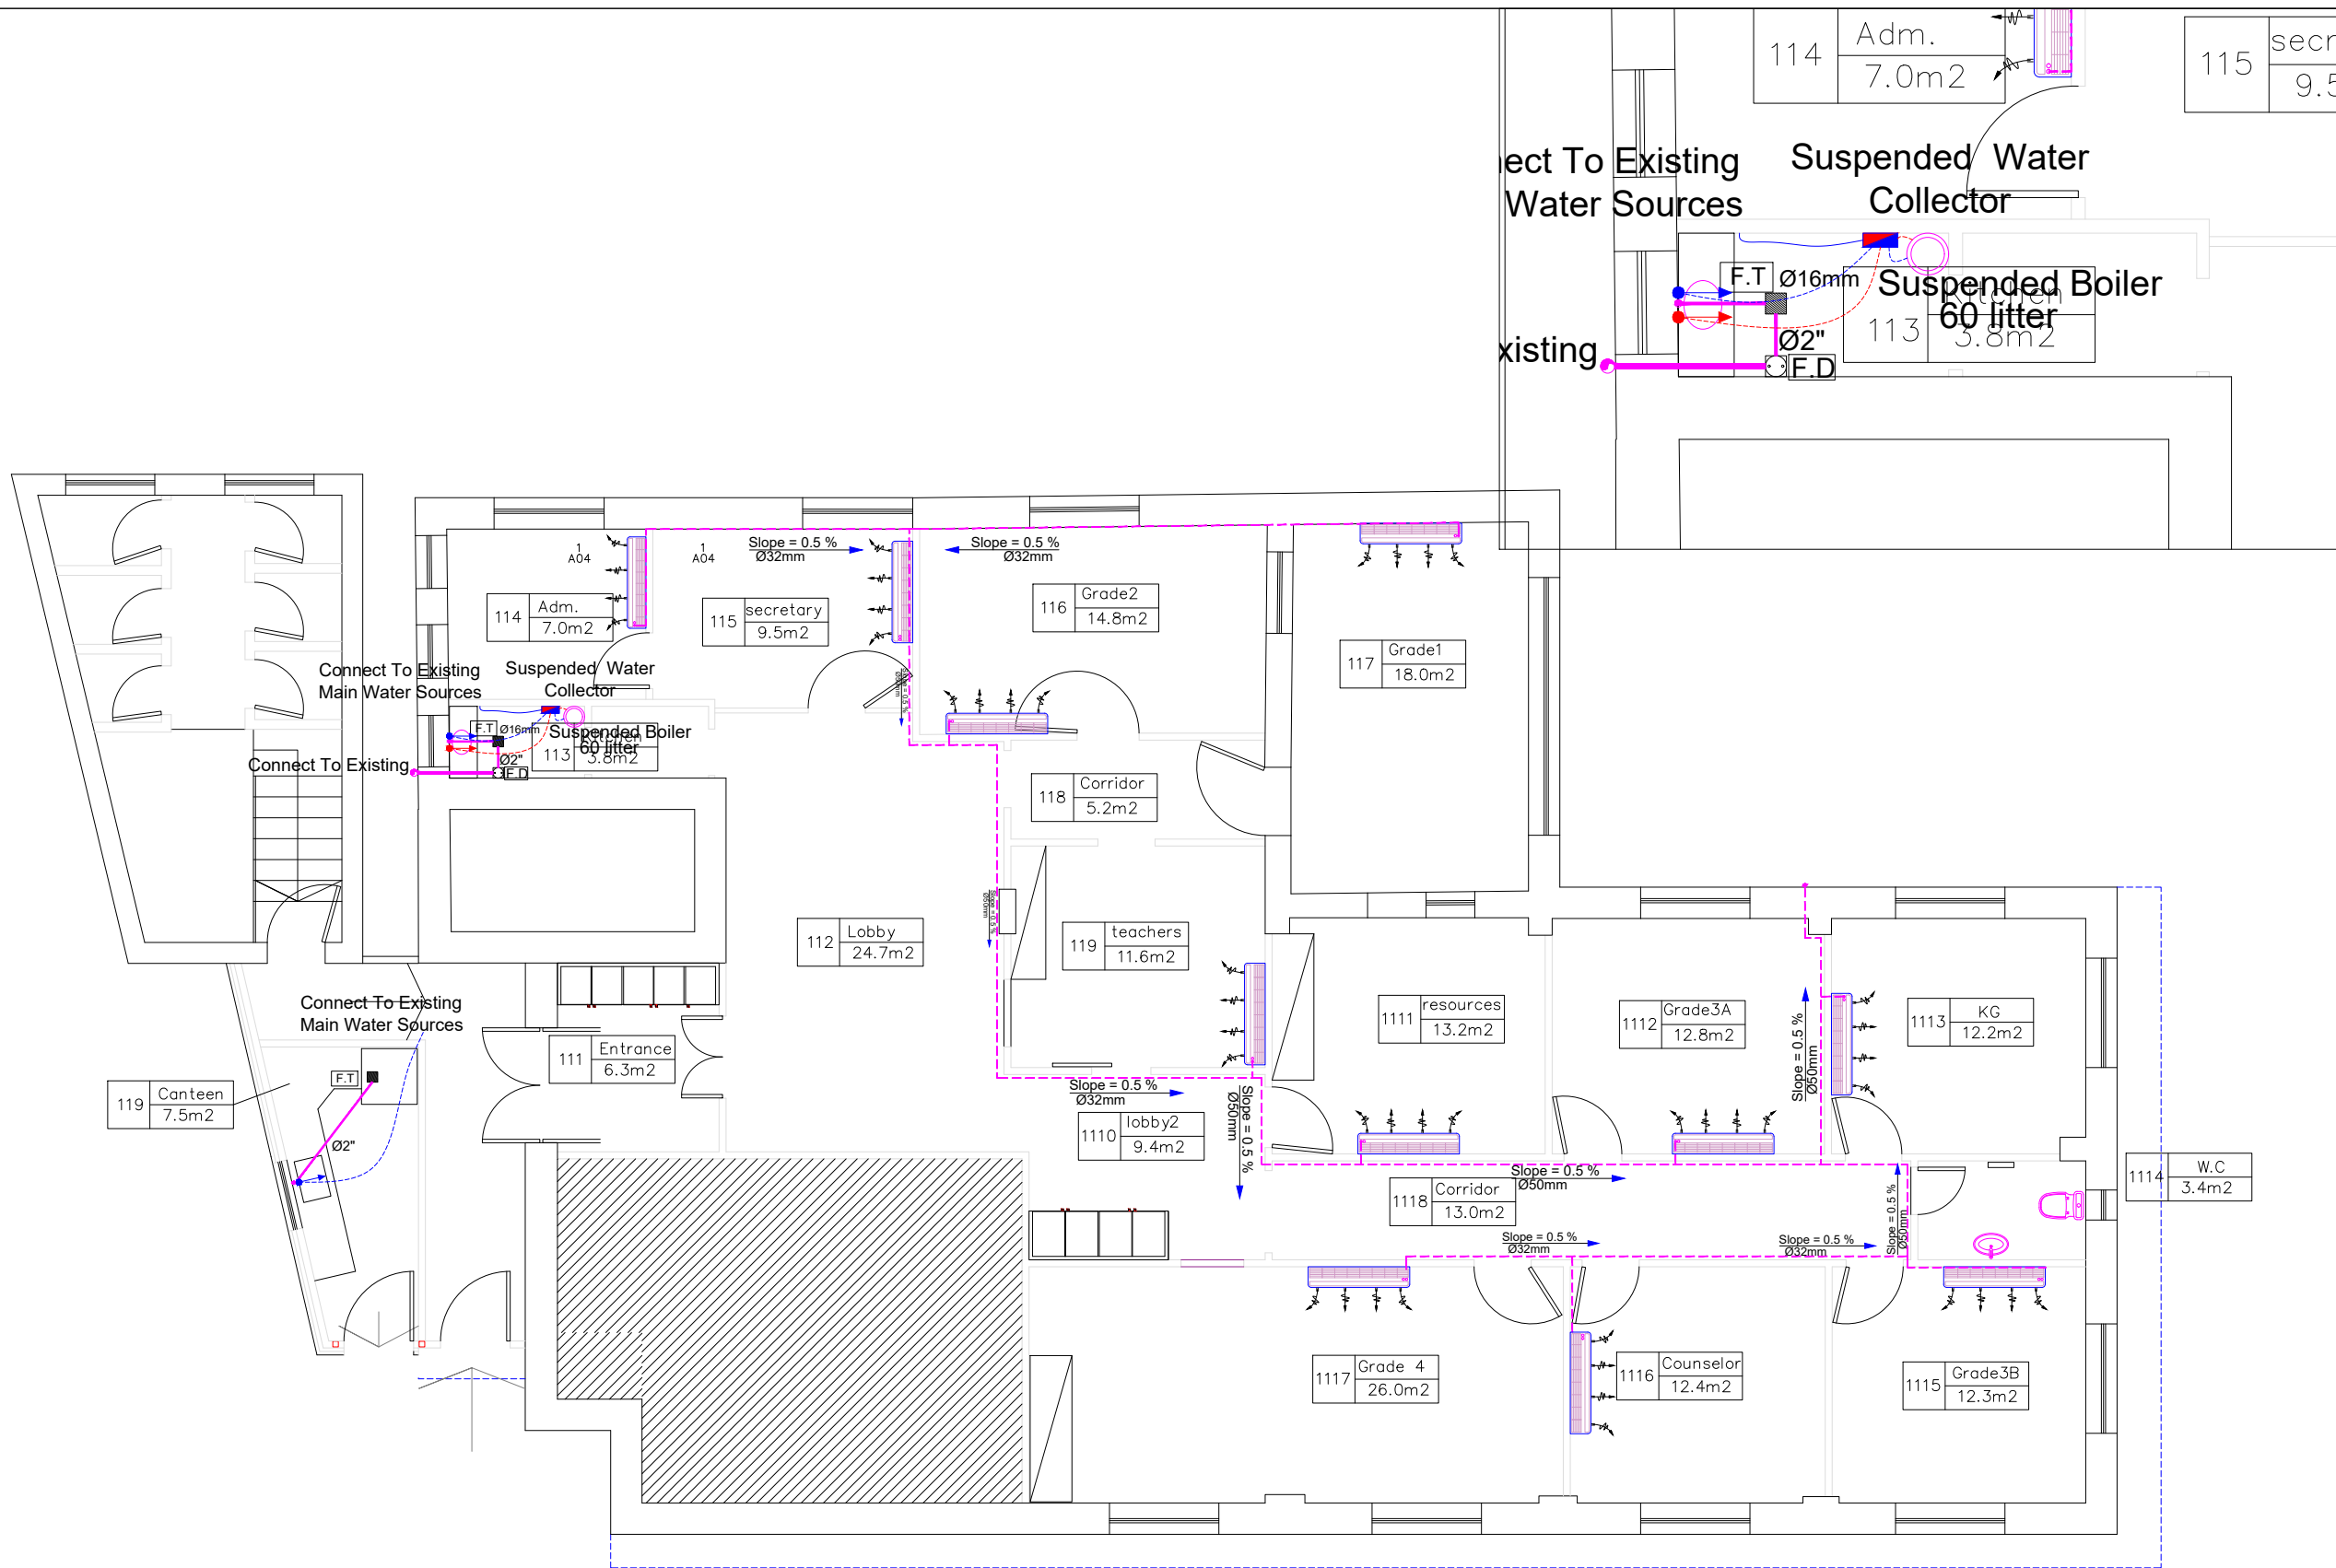 Adm.
114
7.0m2
115
Suspended Water
Collector
Water Sources
F.T
Ø16mm
Suspended Boiler
60 litter
Kitchen
113
3.8m2
Ø2"
F.D
1
A04
1
A04
Slope = 0.5 %
Ø32mm
Slope = 0.5 %
Ø32mm
114
Adm.
7.0m2
115
secretary
9.5m2
116
Grade2
14.8m2
117
Grade1
18.0m2
Connect To Existing
Main Water Sources
Suspended Water
Collector
Slope = 0.5 %
F.T
Ø16mm
Suspended Boiler
60 litter
Kitchen
113
3.8m2
Connect To Existing
Ø2"
F.D
118
Corridor
5.2m2
Slope = 0.5 %
Ø50mm
112
Lobby
24.7m2
119
teachers
11.6m2
Connect To Existing
Main Water Sources
1111
resources
13.2m2
1112
Grade3A
12.8m2
Slope = 0.5 %
Ø50mm
1113
KG
12.2m2
111
Entrance
6.3m2
F.T
119
Canteen
7.5m2
Ø2"
Slope = 0.5 %
Ø32mm
Slope = 0.5 %
Ø50mm
1110
lobby2
9.4m2
Slope = 0.5 %
Ø50mm
1118
Corridor
13.0m2
1114
W.C
3.4m2
Slope = 0.5 %
Ø50mm
Slope = 0.5 %
Ø32mm
Slope = 0.5 %
Ø32mm
1117
Grade 4
26.0m2
1116
Counselor
12.4m2
1115
Grade3B
12.3m2